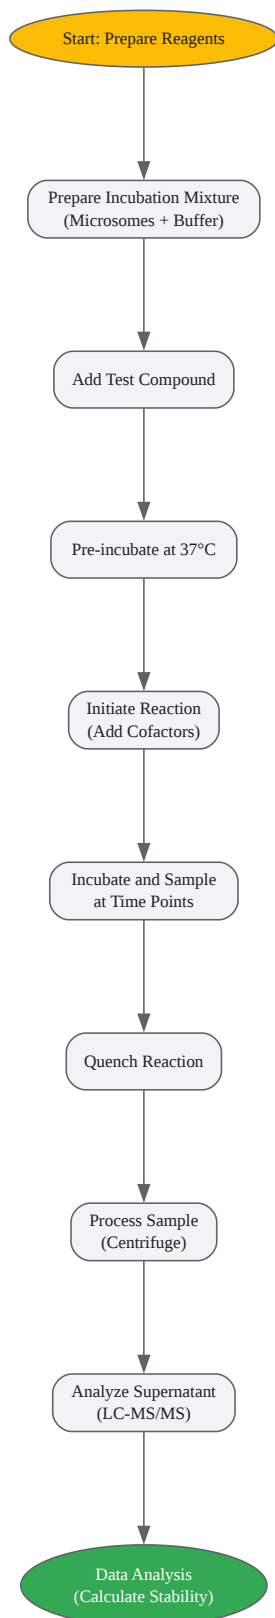 Start: Prepare Reagents
Prepare Incubation Mixture
(Microsomes + Buffer)
Add Test Compound
Pre-incubate at 37°C
Initiate Reaction
(Add Cofactors)
Incubate and Sample
at Time Points
Quench Reaction
Process Sample
(Centrifuge)
Analyze Supernatant
(LC-MS/MS)
Data Analysis
(Calculate Stability)